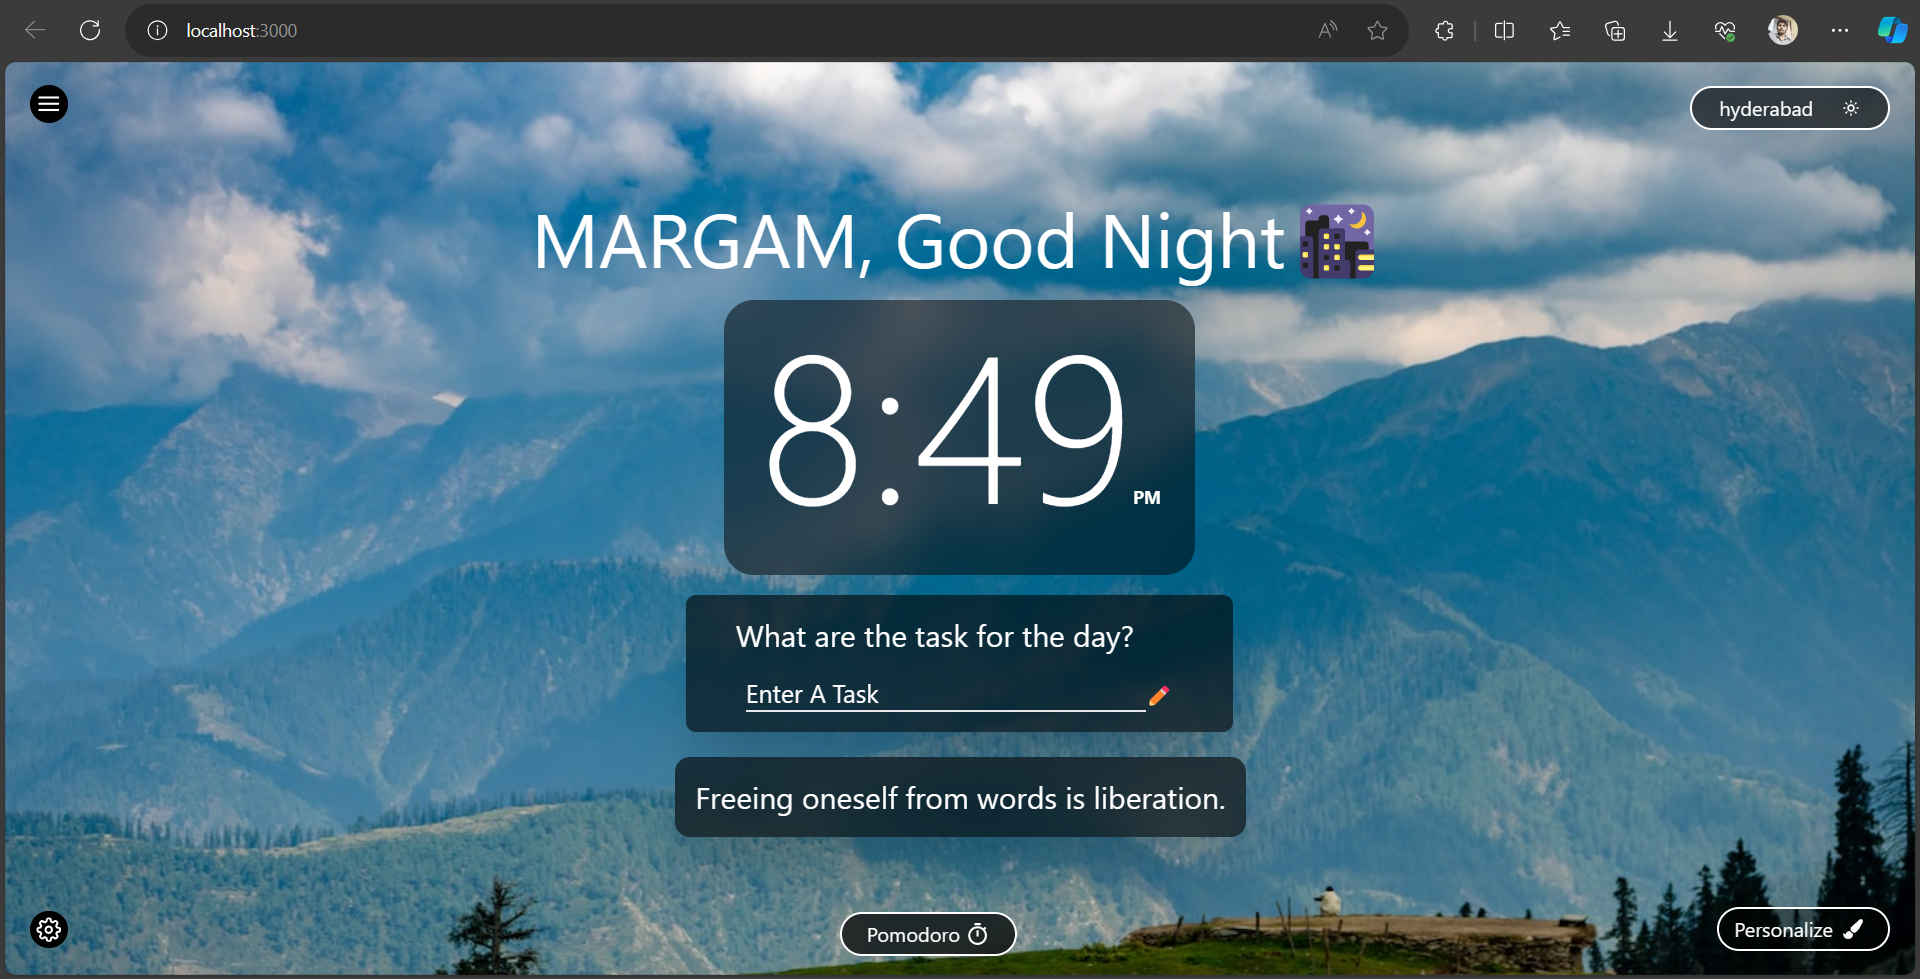 localhost:3000
hyderabad
MARGAM, Good Night
8:49 PM
What are the task for the day?
Enter A Task
Freeing oneself from words is liberation.
Pomodoro
Personalize